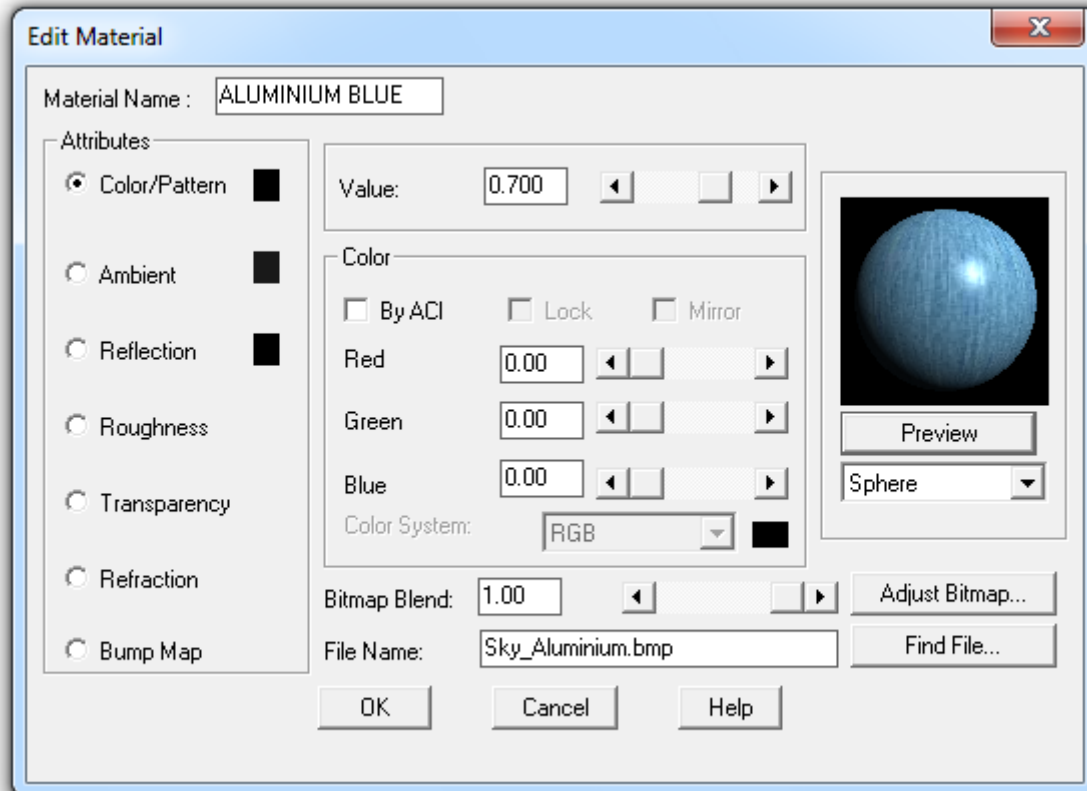 Edit Material
Material Name : ALUMINIUM BLUE
Attributes
Color/Pattern
Ambient
Reflection
Roughness
Transparency
Refraction
Bump Map
Value: 0.700
Color
By ACI Lock Mirror
Red 0.00
Green 0.00
Blue 0.00
Color System: RGB
Preview
Sphere
Bitmap Blend: 1.00 Adjust Bitmap...
File Name: Sky_Aluminium.bmp Find File...
OK Cancel Help